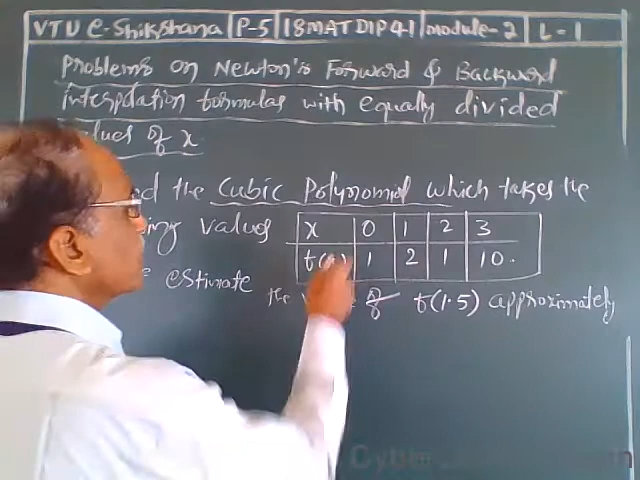 VTU e-Shikshana P-5 18MATDIP41 module-2 L-1
Problems on Newton's Forward & Backward
interpolation formulas with equally divided
values of x
the Cubic Polynomial which takes the
values x 0 1 2 3
f(x) 1 2 1 10.
estimate the of f(1.5) approximately
Cyber